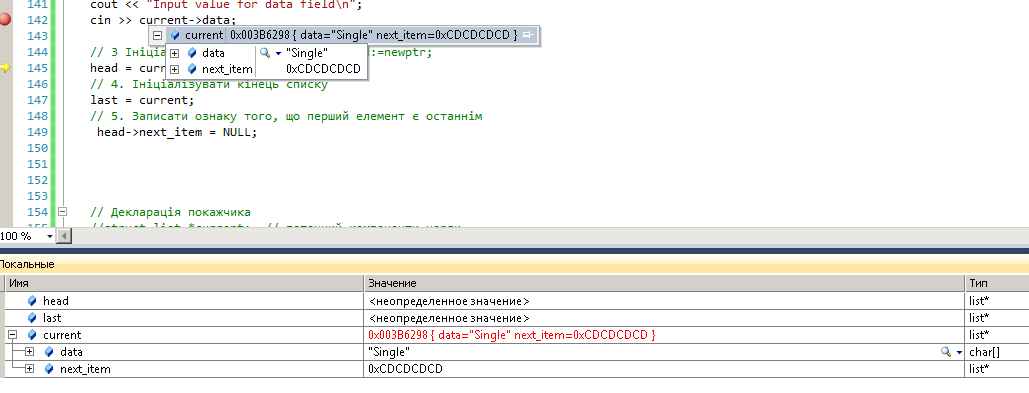 141 cout << "Input value for data field\n";
142 cin >> current->data;
143
current 0x003B6298 { data="Single" next_item=0xCDCDCDCD }
144 // 3 Ініціа :=newptr;
data "Single"
145 head = curr
next_item 0xCDCDCDCD
146 // 4. Ініціалізувати кінець списку
147 last = current;
148 // 5. Записати ознаку того, що перший елемент є останнім
149 head->next_item = NULL;
150
151
152
153
154 // Декларація покажчика
100 %
Локальные
Имя Значение Тип
head <неопределенное значение> list*
last <неопределенное значение> list*
current 0x003B6298 { data="Single" next_item=0xCDCDCDCD } list*
data "Single" char[]
next_item 0xCDCDCDCD list*